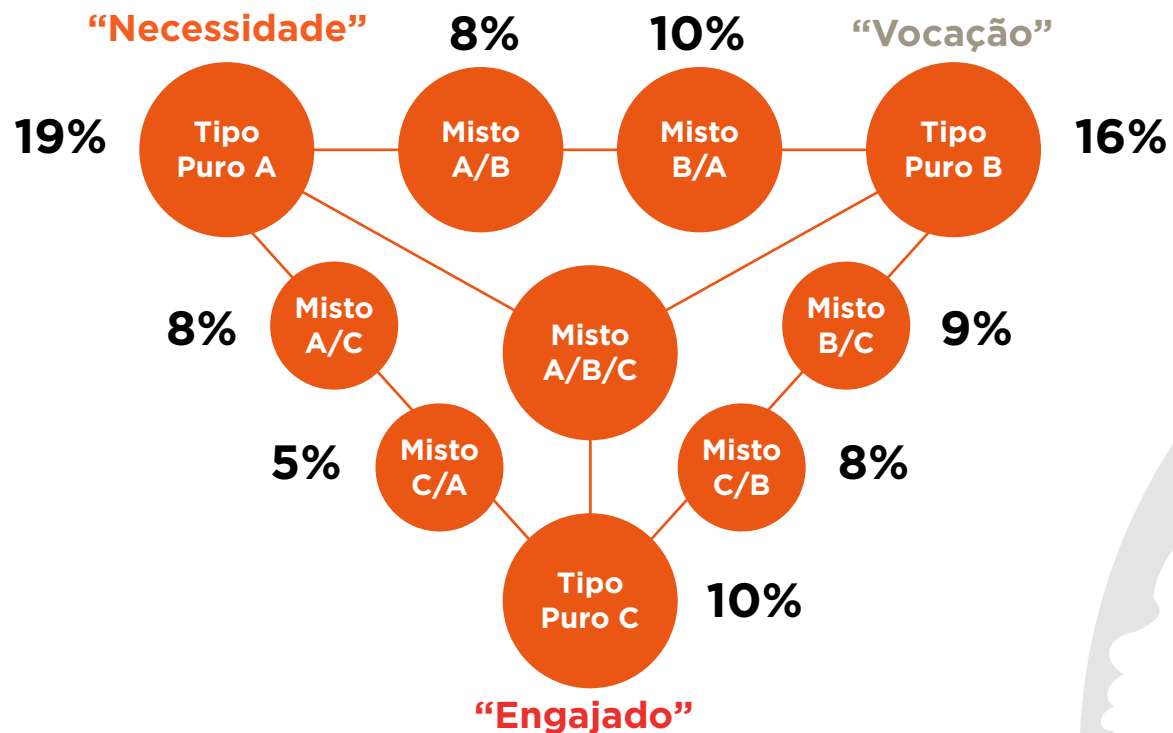 “Necessidade”
8%
10%
“Vocação”
19%
Tipo
Puro A
Misto
A/B
Misto
B/A
Tipo
Puro B
16%
8%
Misto
A/C
Misto
A/B/C
Misto
B/C
9%
5%
Misto
C/A
Misto
C/B
8%
Tipo
Puro C
10%
“Engajado”